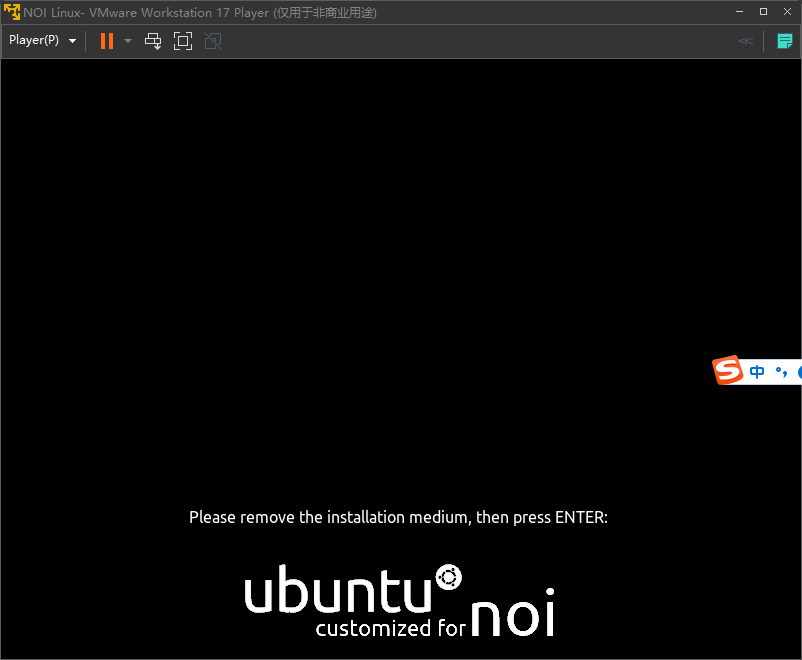 NOI Linux- VMware Workstation 17 Player (仅用于非商业用途)
Player(P)
中 °,
Please remove the installation medium, then press ENTER:
ubuntu
customized for noi